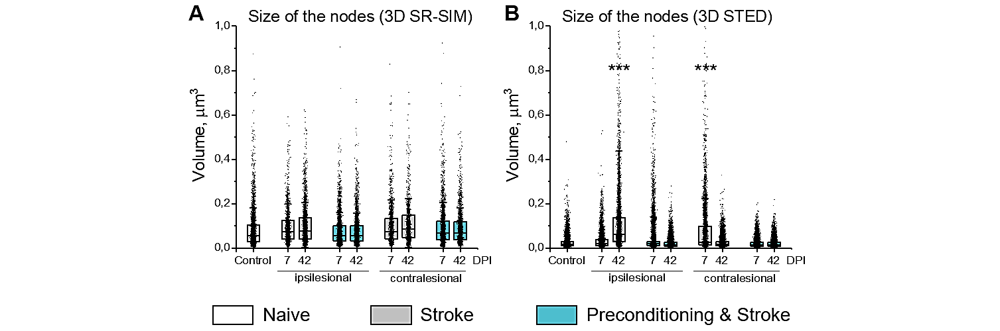 A Size of the nodes (3D SR-SIM)
Volume, μm³
1,0
0,8
0,6
0,4
0,2
0,0
Control 7 42 7 42 7 42 7 42 DPI
ipsilesional contralesional
B Size of the nodes (3D STED)
Volume, μm³
1,0
0,8
0,6
0,4
0,2
0,0
*** ***
Control 7 42 7 42 7 42 7 42 DPI
ipsilesional contralesional
Naive Stroke Preconditioning & Stroke